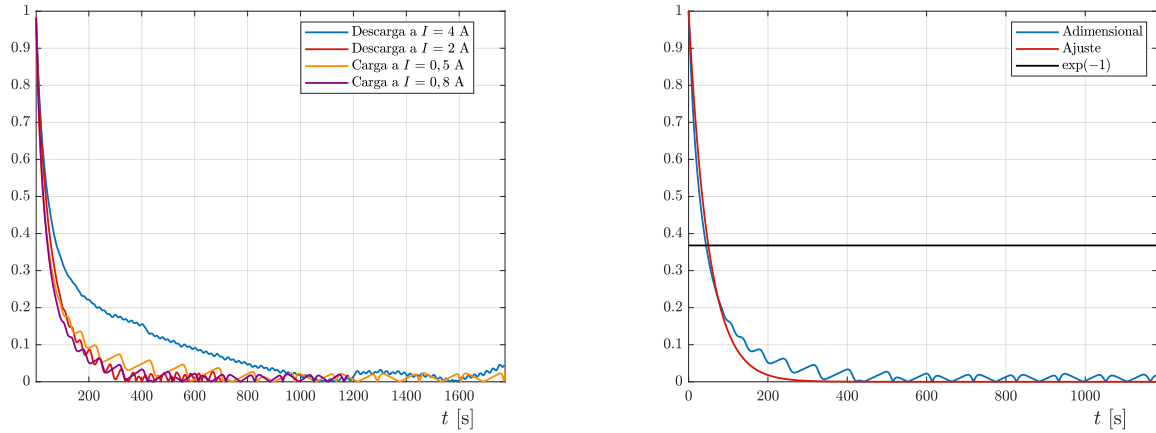 1
0.9
0.8
0.7
0.6
0.5
0.4
0.3
0.2
0.1
0
200 400 600 800 1000 1200 1400 1600
t [s]
Descarga a I = 4 A
Descarga a I = 2 A
Carga a I = 0,5 A
Carga a I = 0,8 A
1
0.9
0.8
0.7
0.6
0.5
0.4
0.3
0.2
0.1
0
0 200 400 600 800 1000
t [s]
Adimensional
Ajuste
exp(−1)